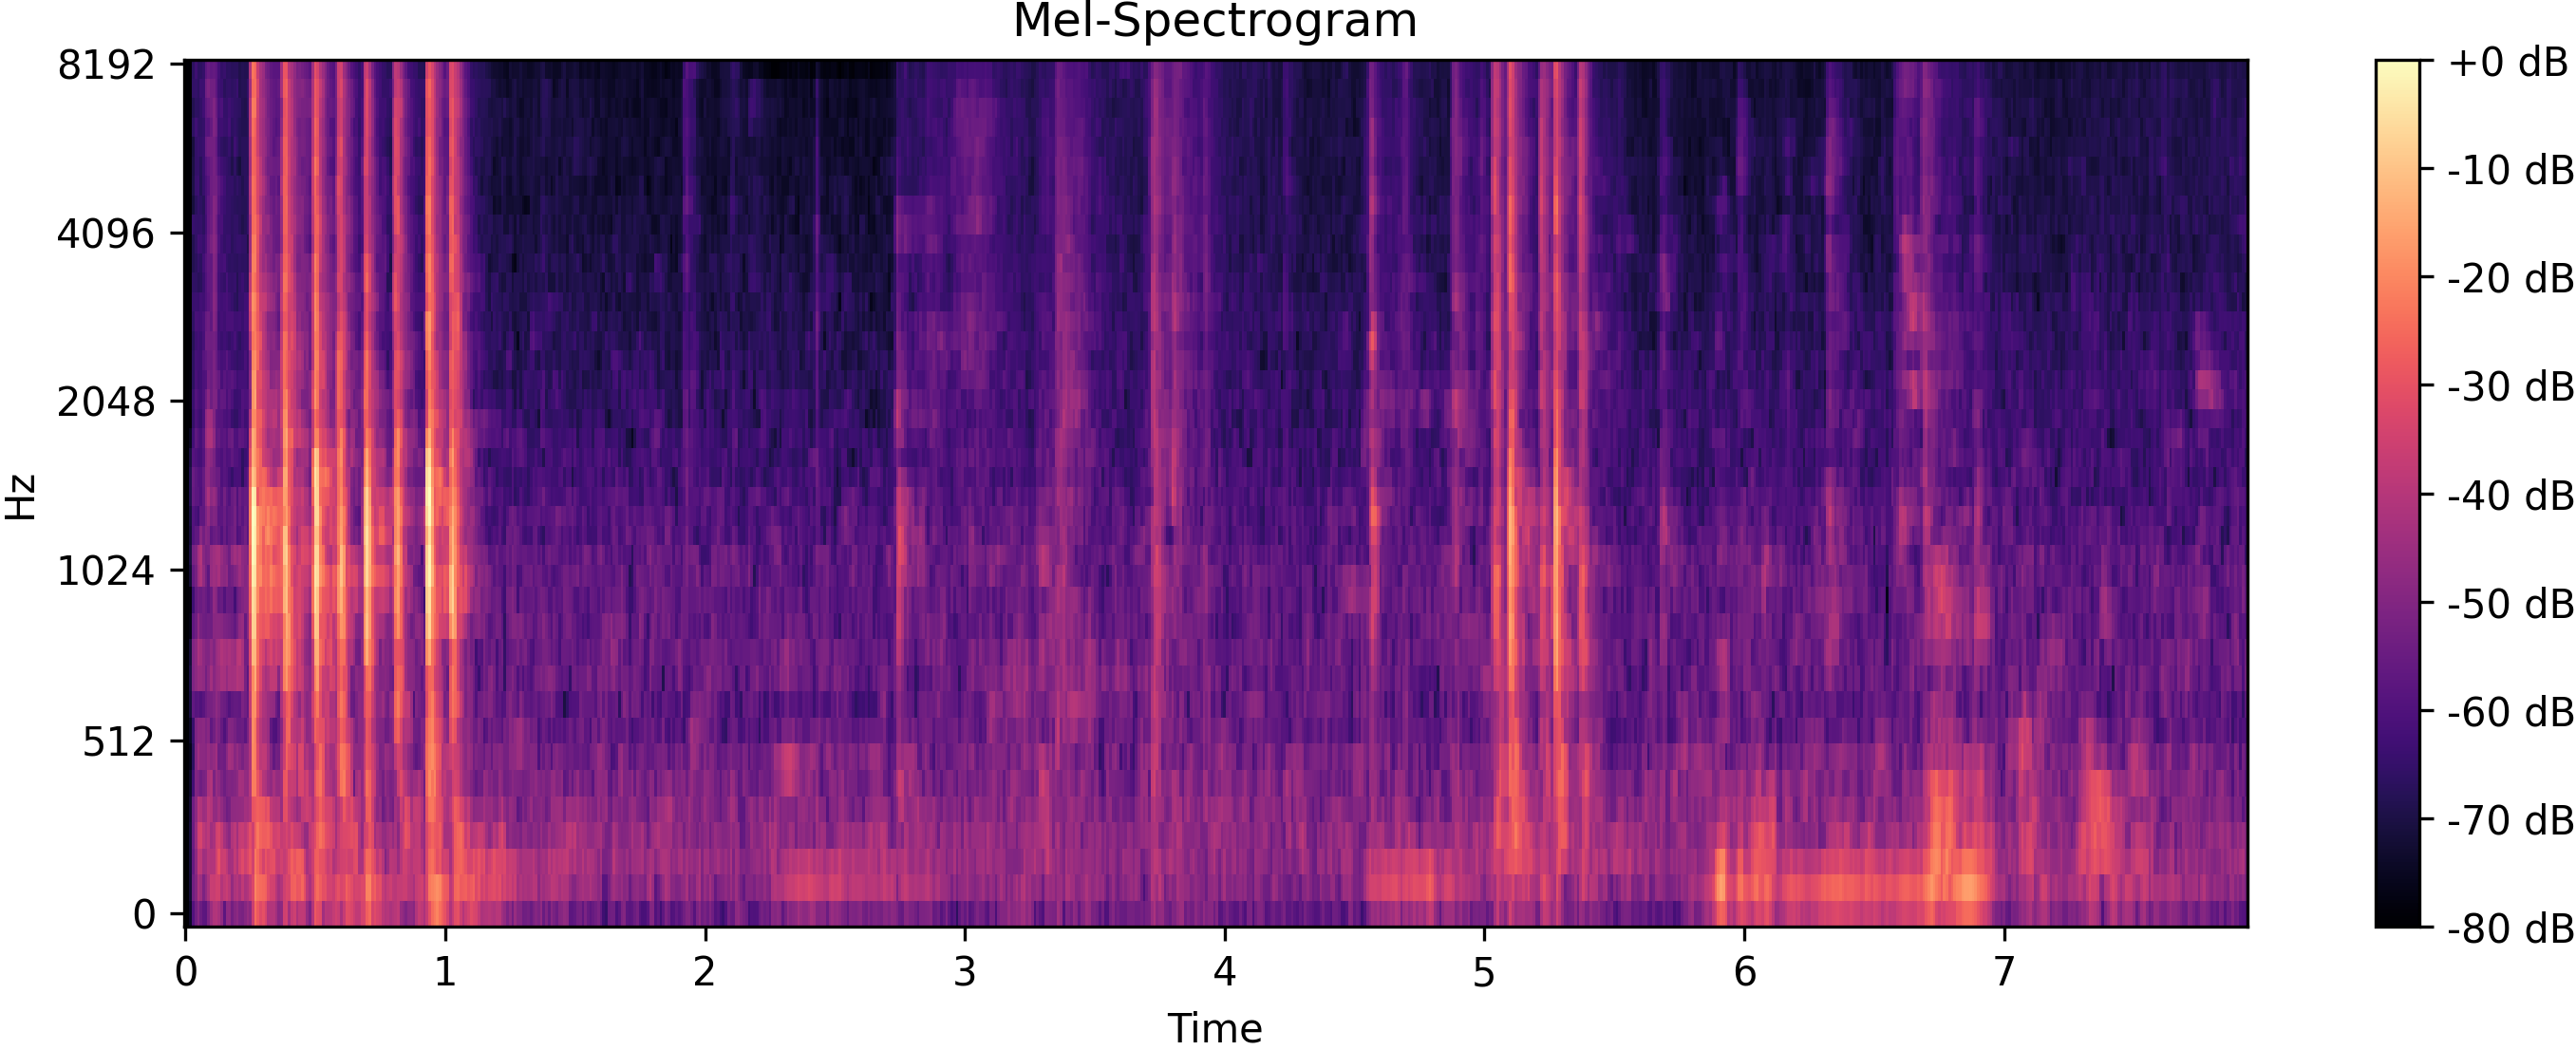 Mel-Spectrogram
8192
4096
2048
1024
512
0
Hz
0 1 2 3 4 5 6 7
Time
+0 dB
-10 dB
-20 dB
-30 dB
-40 dB
-50 dB
-60 dB
-70 dB
-80 dB